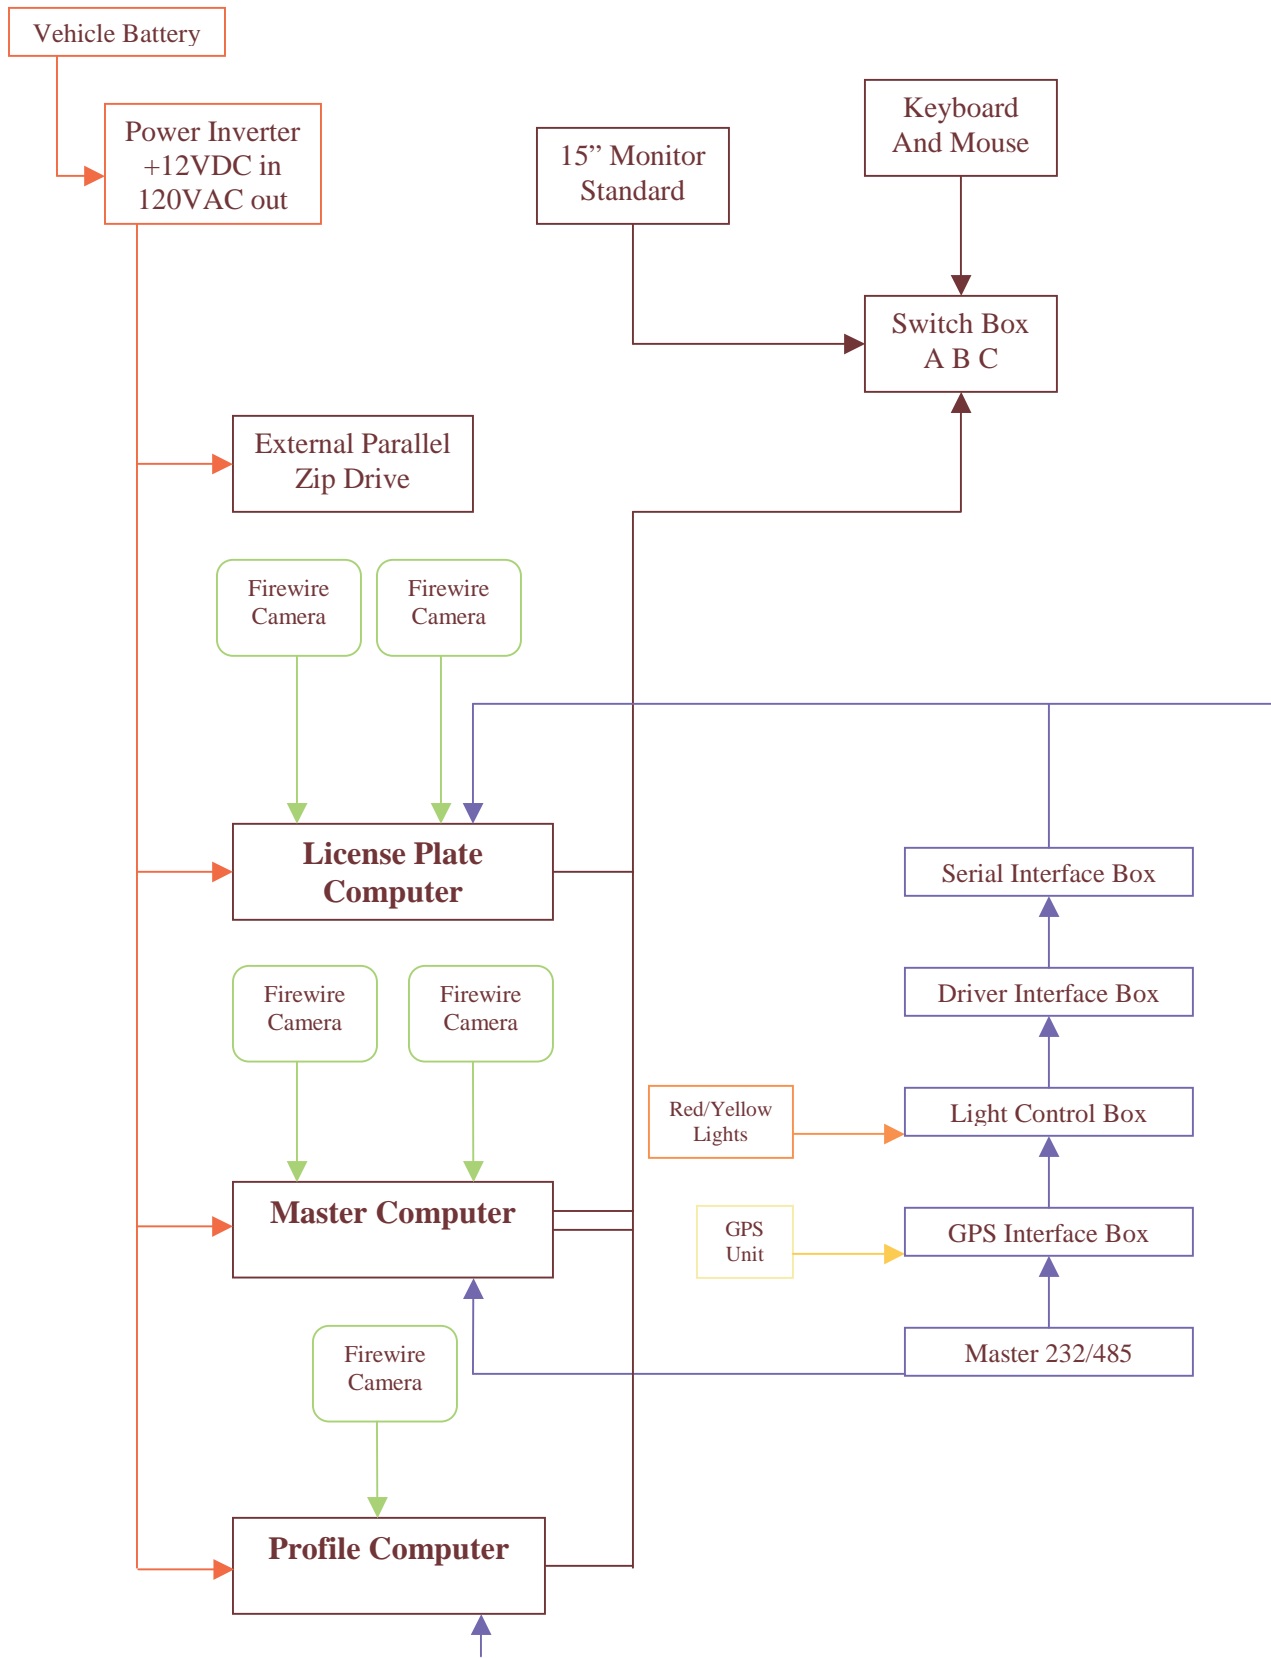 Vehicle Battery
Power Inverter
+12VDC in
120VAC out
15” Monitor
Standard
Keyboard
And Mouse
Switch Box
A B C
External Parallel
Zip Drive
Firewire
Camera
Firewire
Camera
License Plate
Computer
Serial Interface Box
Driver Interface Box
Firewire
Camera
Firewire
Camera
Red/Yellow
Lights
Light Control Box
Master Computer
GPS
Unit
GPS Interface Box
Master 232/485
Firewire
Camera
Profile Computer